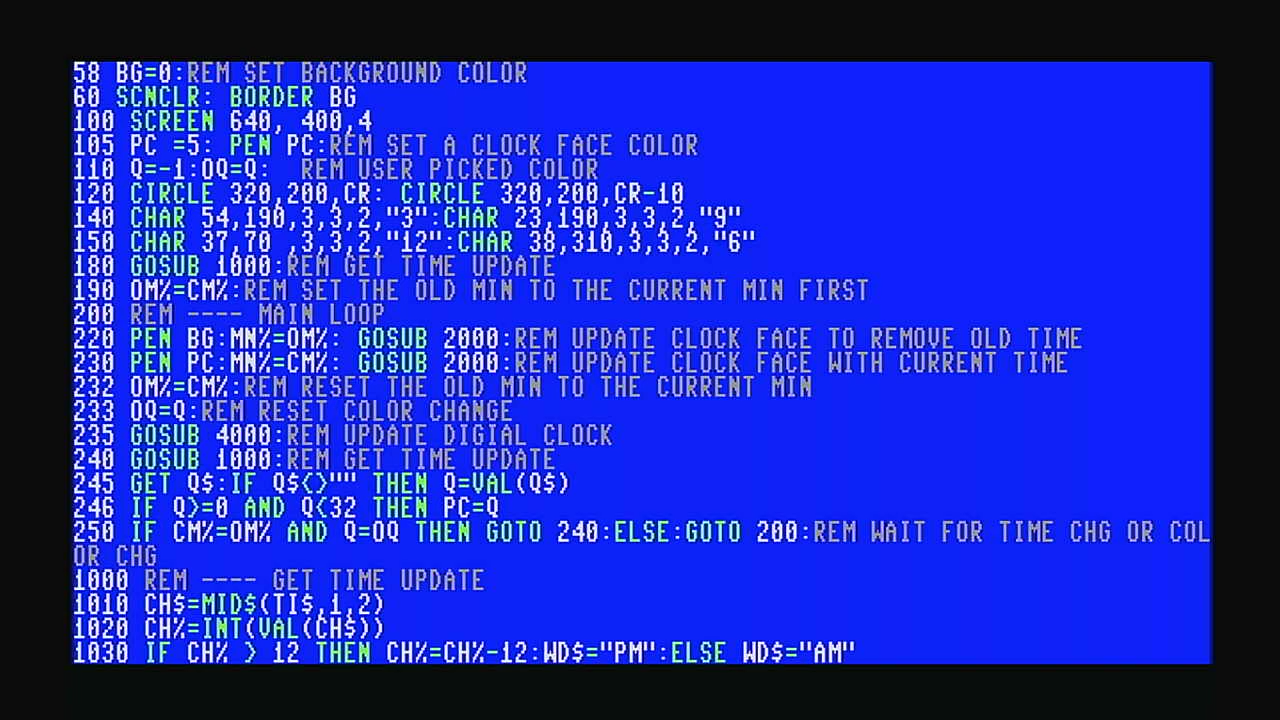 58 BG=0:REM SET BACKGROUND COLOR
60 SCNCLR: BORDER BG
100 SCREEN 640, 400,4
105 PC =5: PEN PC:REM SET A CLOCK FACE COLOR
110 Q=-1:OQ=Q:  REM USER PICKED COLOR
120 CIRCLE 320,200,CR: CIRCLE 320,200,CR-10
140 CHAR 54,190,3,3,2,"3":CHAR 23,190,3,3,2,"9"
150 CHAR 37,70 ,3,3,2,"12":CHAR 38,310,3,3,2,"6"
180 GOSUB 1000:REM GET TIME UPDATE
190 OM%=CM%:REM SET THE OLD MIN TO THE CURRENT MIN FIRST
200 REM ---- MAIN LOOP
220 PEN BG:MN%=OM%: GOSUB 2000:REM UPDATE CLOCK FACE TO REMOVE OLD TIME
230 PEN PC:MN%=CM%: GOSUB 2000:REM UPDATE CLOCK FACE WITH CURRENT TIME
232 OM%=CM%:REM RESET THE OLD MIN TO THE CURRENT MIN
233 OQ=Q:REM RESET COLOR CHANGE
235 GOSUB 4000:REM UPDATE DIGIAL CLOCK
240 GOSUB 1000:REM GET TIME UPDATE
245 GET Q$:IF Q$<>"" THEN Q=VAL(Q$)
246 IF Q>=0 AND Q<32 THEN PC=Q
250 IF CM%=OM% AND Q=OQ THEN GOTO 240:ELSE:GOTO 200:REM WAIT FOR TIME CHG OR COL
OR CHG
1000 REM ---- GET TIME UPDATE
1010 CH$=MID$(TI$,1,2)
1020 CH%=INT(VAL(CH$))
1030 IF CH% > 12 THEN CH%=CH%-12:WD$="PM":ELSE WD$="AM"